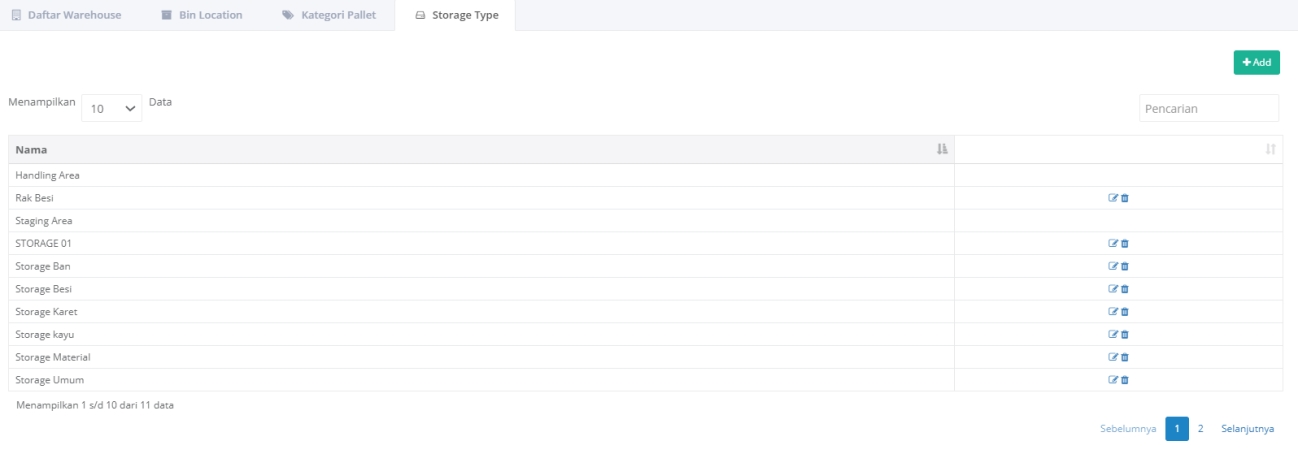 Daftar Warehouse Bin Location Kategori Pallet Storage Type
+Add
Menampilkan 10 Data Pencarian
Nama
Handling Area
Rak Besi
Staging Area
STORAGE 01
Storage Ban
Storage Besi
Storage Karet
Storage kayu
Storage Material
Storage Umum
Menampilkan 1 s/d 10 dari 11 data
Sebelumnya 1 2 Selanjutnya